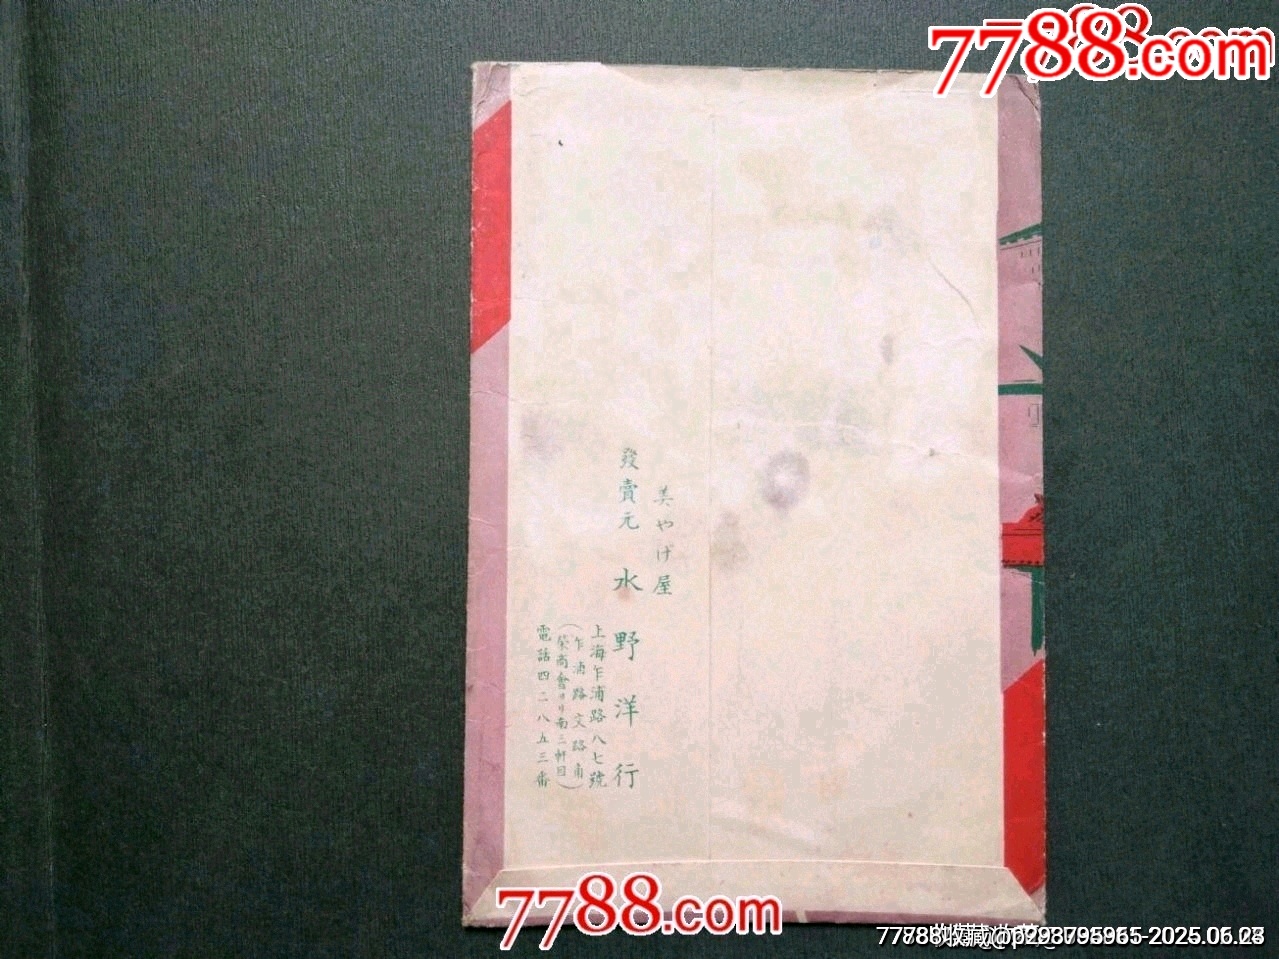 7788.com
美やげ屋
發賣元 水野洋行
上海乍浦路八七號
(乍浦路文路角)
(榮商會ヨリ南三軒目)
電話四二八五三番
7788.com